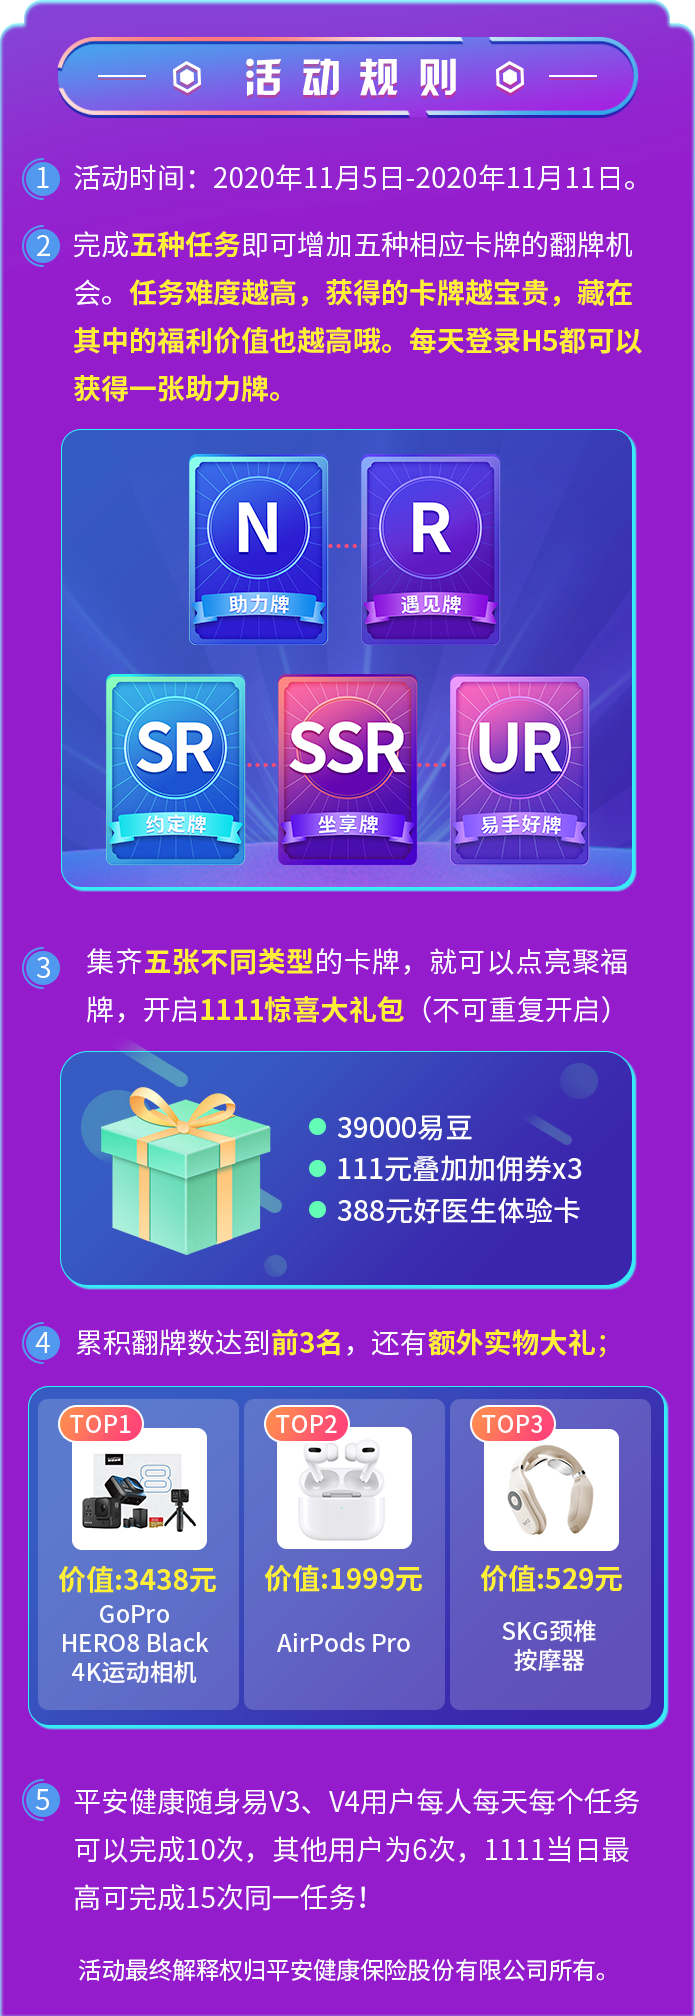 活动规则
1 活动时间：2020年11月5日-2020年11月11日。
2 完成五种任务即可增加五种相应卡牌的翻牌机
会。任务难度越高，获得的卡牌越宝贵，藏在
其中的福利价值也越高哦。每天登录H5都可以
获得一张助力牌。
N R
助力牌 遇见牌
SR SSR UR
约定牌 坐享牌 易手好牌
3 集齐五张不同类型的卡牌，就可以点亮聚福
牌，开启1111惊喜大礼包（不可重复开启）
39000易豆
111元叠加加佣券x3
388元好医生体验卡
4 累积翻牌数达到前3名，还有额外实物大礼；
TOP1 TOP2 TOP3
8
价值:3438元 价值:1999元 价值:529元
GoPro
HERO8 Black
4K运动相机
AirPods Pro
SKG颈椎
按摩器
5 平安健康随身易V3、V4用户每人每天每个任务
可以完成10次，其他用户为6次，1111当日最
高可完成15次同一任务！
活动最终解释权归平安健康保险股份有限公司所有。